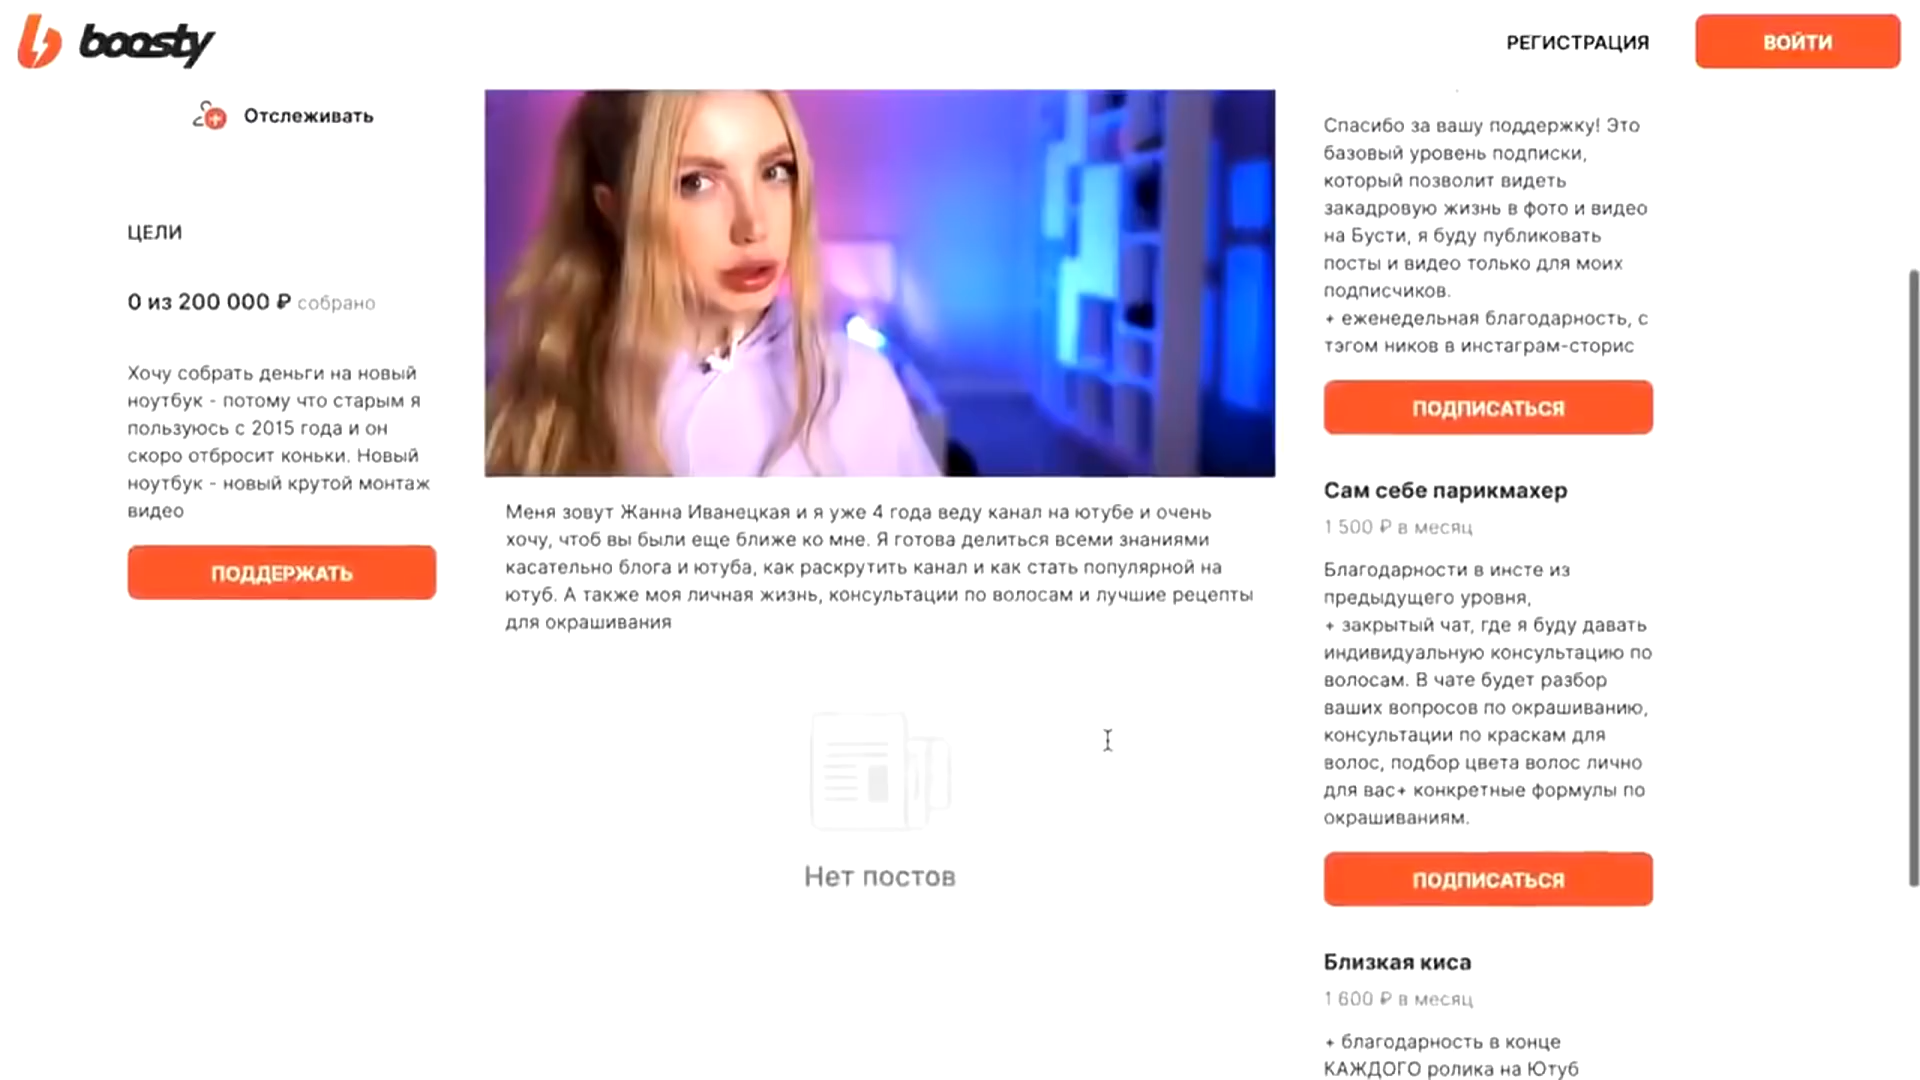 boosty
РЕГИСТРАЦИЯ
ВОЙТИ
Отслеживать
ЦЕЛИ
0 из 200 000 ₽ собрано
Хочу собрать деньги на новый
ноутбук - потому что старым я
пользуюсь с 2015 года и он
скоро отбросит коньки. Новый
ноутбук - новый крутой монтаж
видео
ПОДДЕРЖАТЬ
Меня зовут Жанна Иванецкая и я уже 4 года веду канал на ютубе и очень
хочу, чтоб вы были еще ближе ко мне. Я готова делиться всеми знаниями
касательно блога и ютуба, как раскрутить канал и как стать популярной на
ютуб. А также моя личная жизнь, консультации по волосам и лучшие рецепты
для окрашивания
Нет постов
Спасибо за вашу поддержку! Это
базовый уровень подписки,
который позволит видеть
закадровую жизнь в фото и видео
на Бусти, я буду публиковать
посты и видео только для моих
подписчиков.
+ еженедельная благодарность, с
тэгом ников в инстаграм-сторис
ПОДПИСАТЬСЯ
Сам себе парикмахер
1 500 ₽ в месяц
Благодарности в инсте из
предыдущего уровня,
+ закрытый чат, где я буду давать
индивидуальную консультацию по
волосам. В чате будет разбор
ваших вопросов по окрашиванию,
консультации по краскам для
волос, подбор цвета волос лично
для вас+ конкретные формулы по
окрашиваниям.
ПОДПИСАТЬСЯ
Близкая киса
1 600 ₽ в месяц
+ благодарность в конце
КАЖДОГО ролика на Ютуб